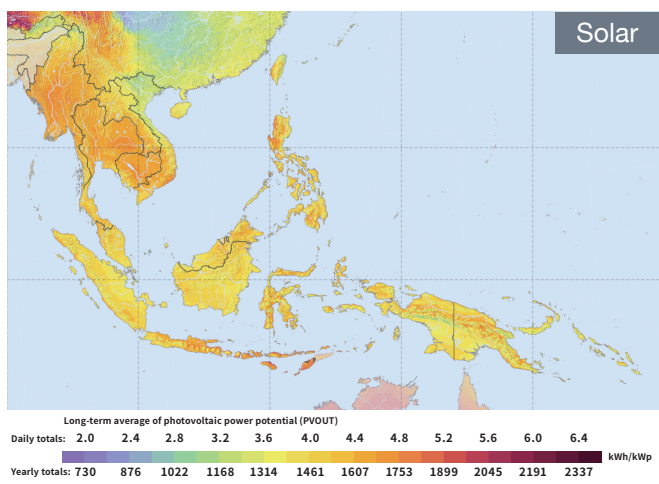 Solar
Long-term average of photovoltaic power potential (PVOUT)
Daily totals: 2.0 2.4 2.8 3.2 3.6 4.0 4.4 4.8 5.2 5.6 6.0 6.4
kWh/kWp
Yearly totals: 730 876 1022 1168 1314 1461 1607 1753 1899 2045 2191 2337